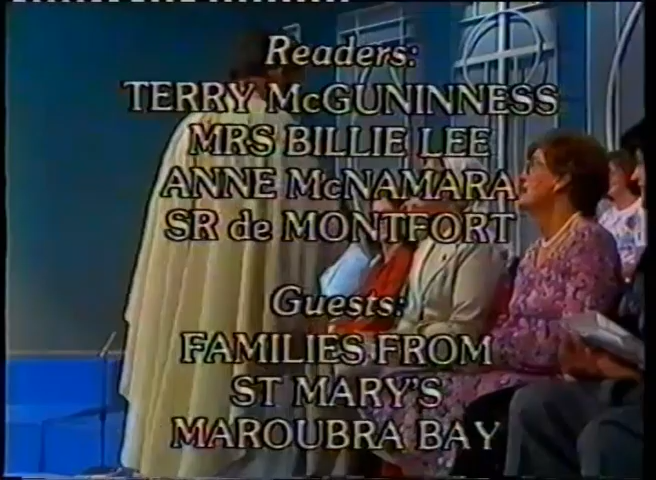 Readers:
TERRY McGUNINNESS
MRS BILLIE LEE
ANNE McNAMARA
SR de MONTFORT
Guests:
FAMILIES FROM
ST MARY'S
MAROUBRA BAY